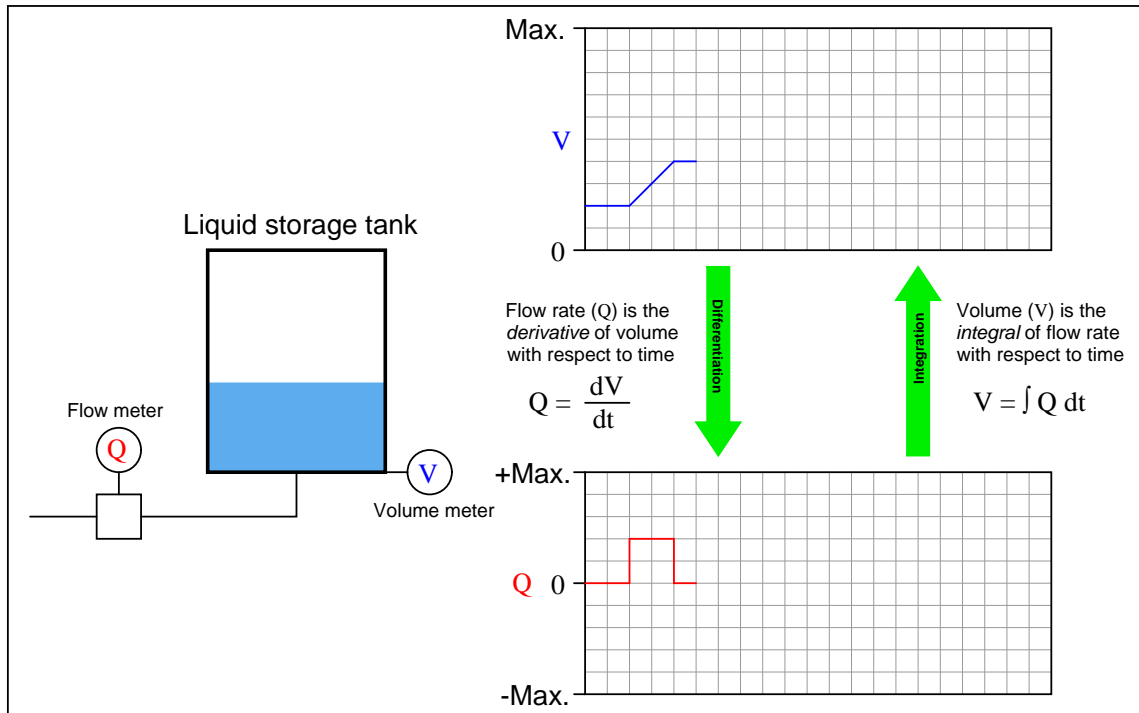 Max.
V
0
Liquid storage tank
Flow meter
Q
V
Volume meter
Flow rate (Q) is the
derivative of volume
with respect to time
Q = dV
dt
Differentiation
Integration
Volume (V) is the
integral of flow rate
with respect to time
V = ∫ Q dt
+Max.
Q 0
-Max.